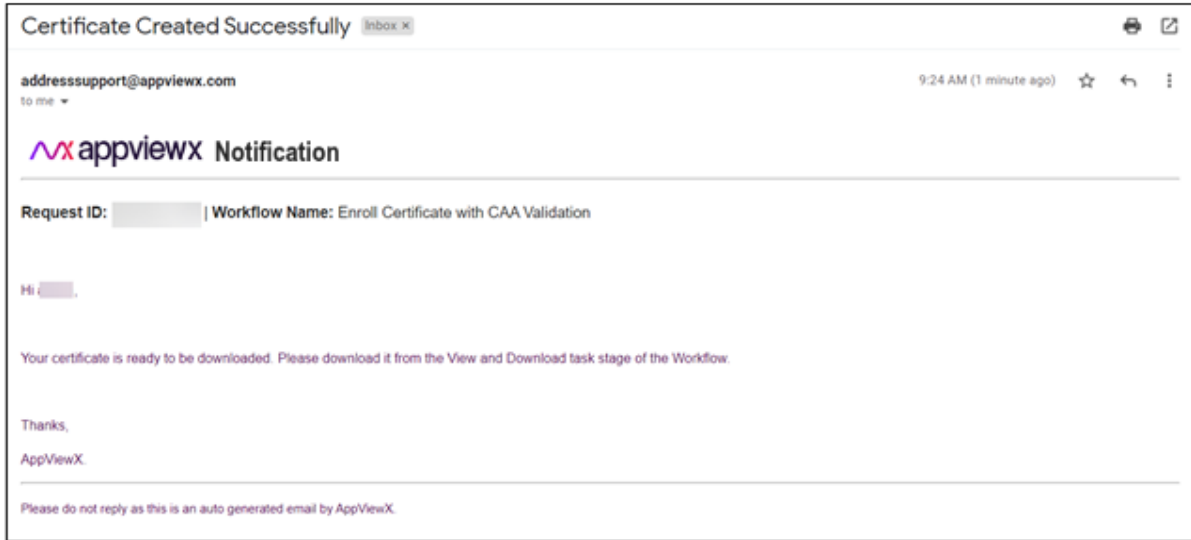 Certificate Created Successfully Inbox ×
addresssupport@appviewx.com 9:24 AM (1 minute ago)
to me
appviewx Notification
Request ID: | Workflow Name: Enroll Certificate with CAA Validation
Hi ,
Your certificate is ready to be downloaded. Please download it from the View and Download task stage of the Workflow.
Thanks,
AppViewX.
Please do not reply as this is an auto generated email by AppViewX.